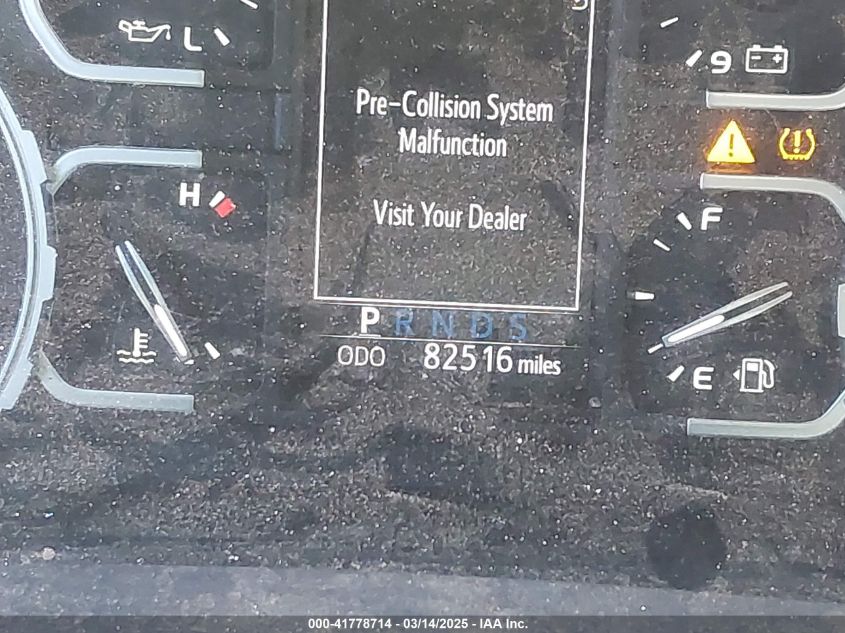 L
9
Pre-Collision System
Malfunction
H
Visit Your Dealer
F
P R N D S
ODO 82516 miles
E
000-41778714 - 03/14/2025 - IAA Inc.